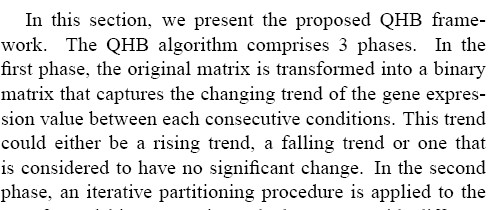 In this section, we present the proposed QHB frame-
work. The QHB algorithm comprises 3 phases. In the
first phase, the original matrix is transformed into a binary
matrix that captures the changing trend of the gene expres-
sion value between each consecutive conditions. This trend
could either be a rising trend, a falling trend or one that
is considered to have no significant change. In the second
phase, an iterative partitioning procedure is applied to the